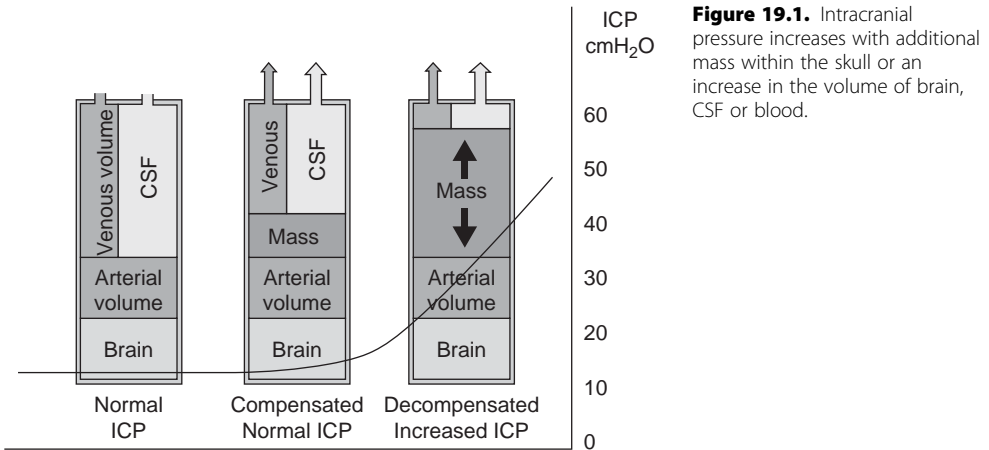 ICP
cmH₂O
60
50
40
30
20
10
0
Venous volume
CSF
Arterial
volume
Brain
Normal
ICP
Venous
CSF
Mass
Arterial
volume
Brain
Compensated
Normal ICP
Mass
Arterial
volume
Brain
Decompensated
Increased ICP
Figure 19.1. Intracranial
pressure increases with additional
mass within the skull or an
increase in the volume of brain,
CSF or blood.